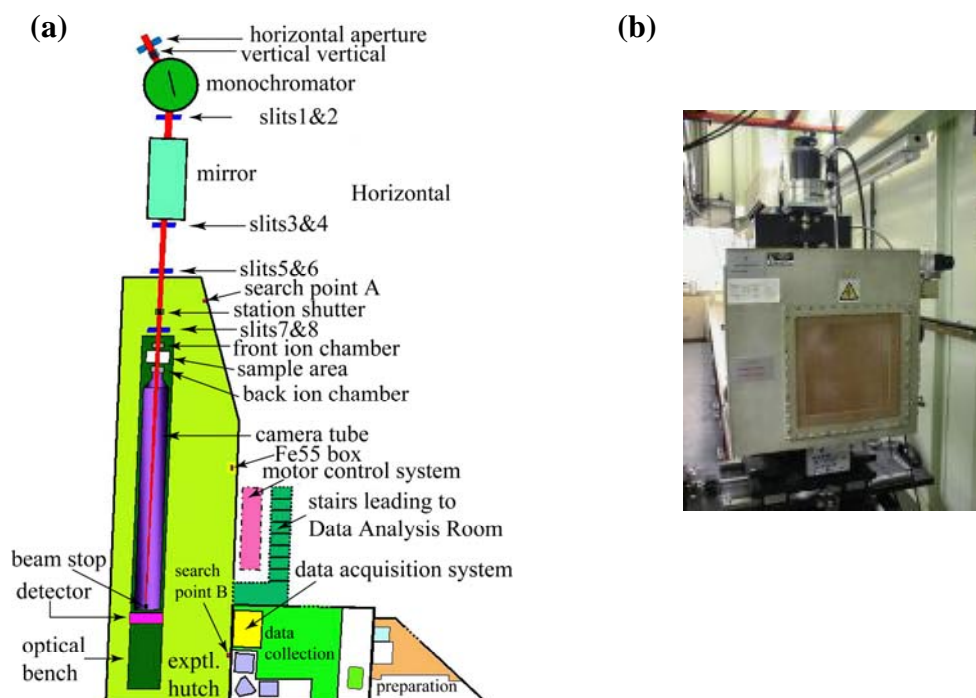 (a)
(b)
horizontal aperture
vertical vertical
monochromator
slits1&2
mirror
Horizontal
slits3&4
slits5&6
search point A
station shutter
slits7&8
front ion chamber
sample area
back ion chamber
camera tube
Fe55 box
motor control system
stairs leading to
Data Analysis Room
beam stop
search
point B
data acquisition system
detector
data
collection
optical
bench
exptl.
hutch
preparation